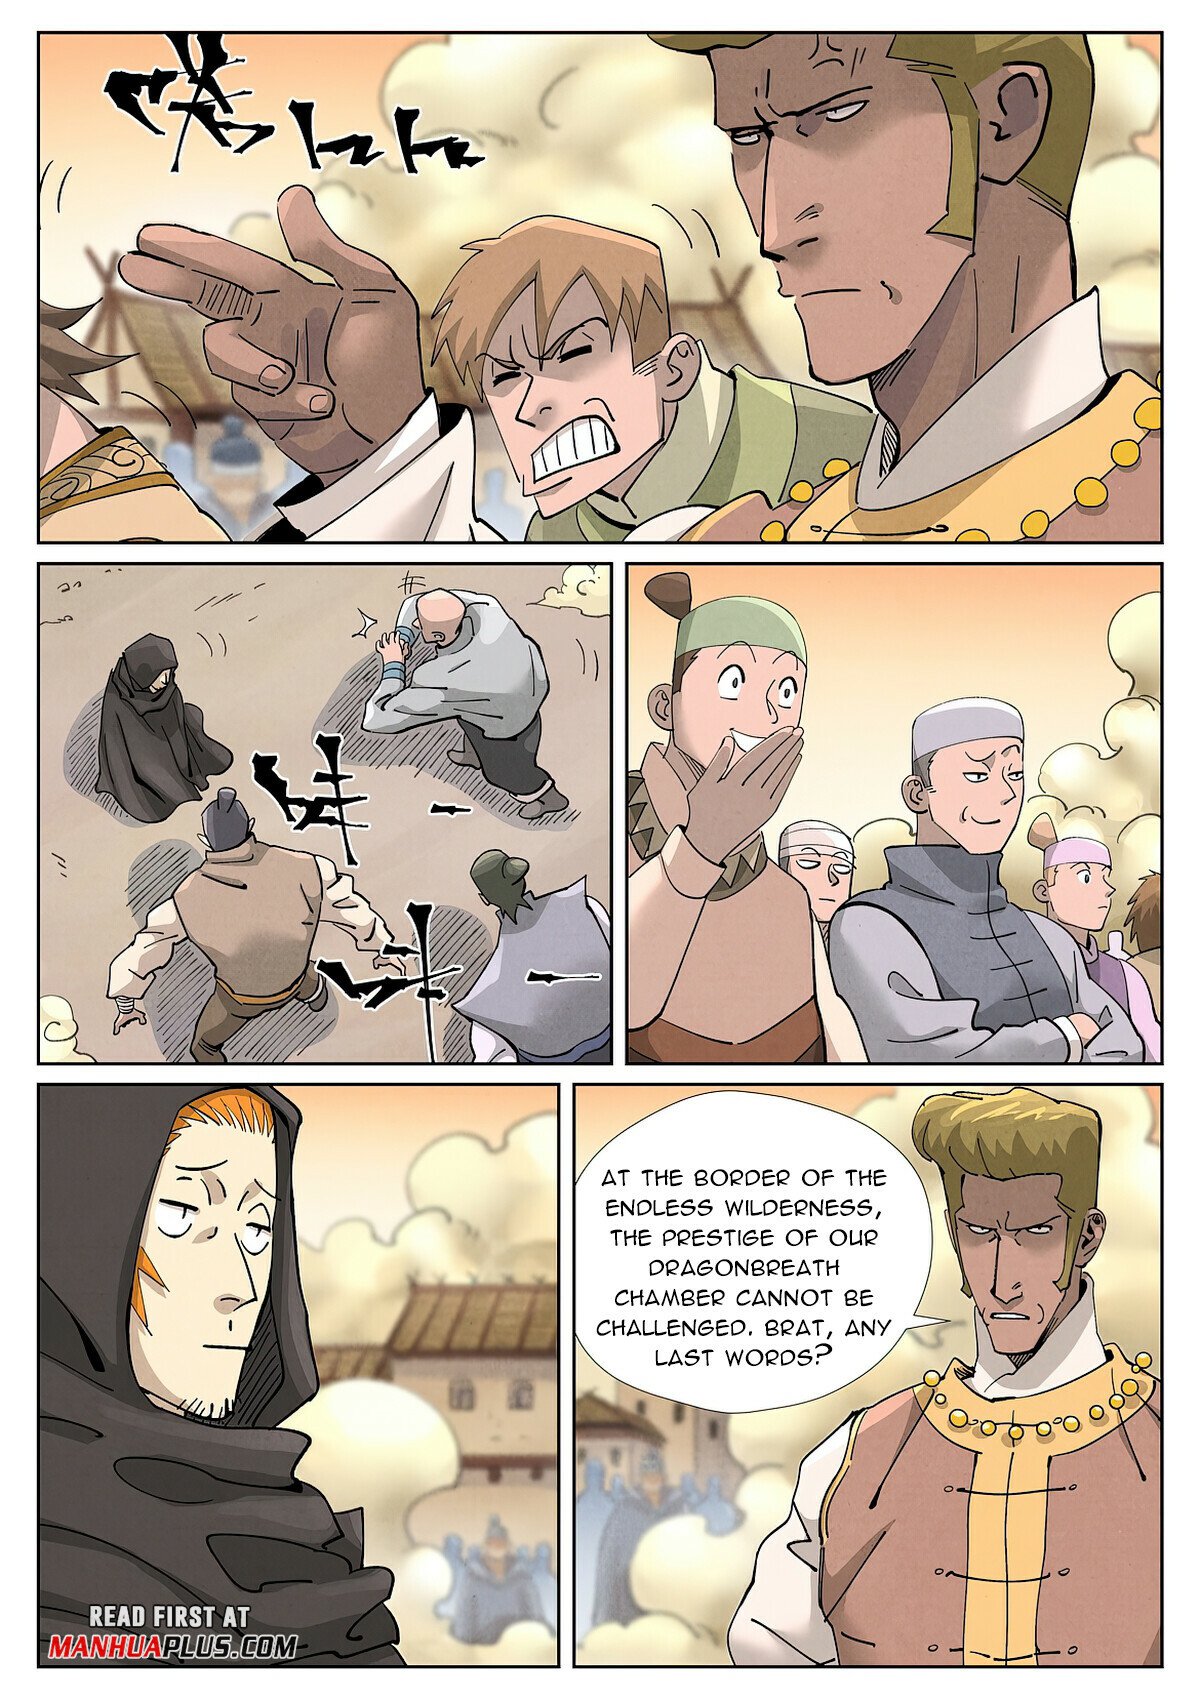 AT THE BORDER OF THE
ENDLESS WILDERNESS,
THE PRESTIGE OF OUR
DRAGONBREATH
CHAMBER CANNOT BE
CHALLENGED. BRAT, ANY
LAST WORDS?
READ FIRST AT
MANHUAPLUS.COM